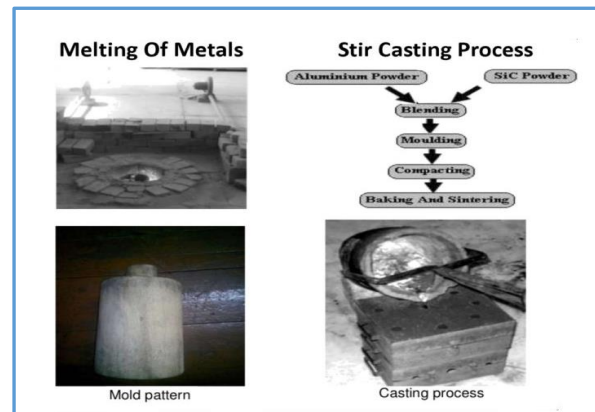 Melting Of Metals
Stir Casting Process
Aluminium Powder
SiC Powder
Blending
Moulding
Compacting
Baking And Sintering
Mold pattern
Casting process